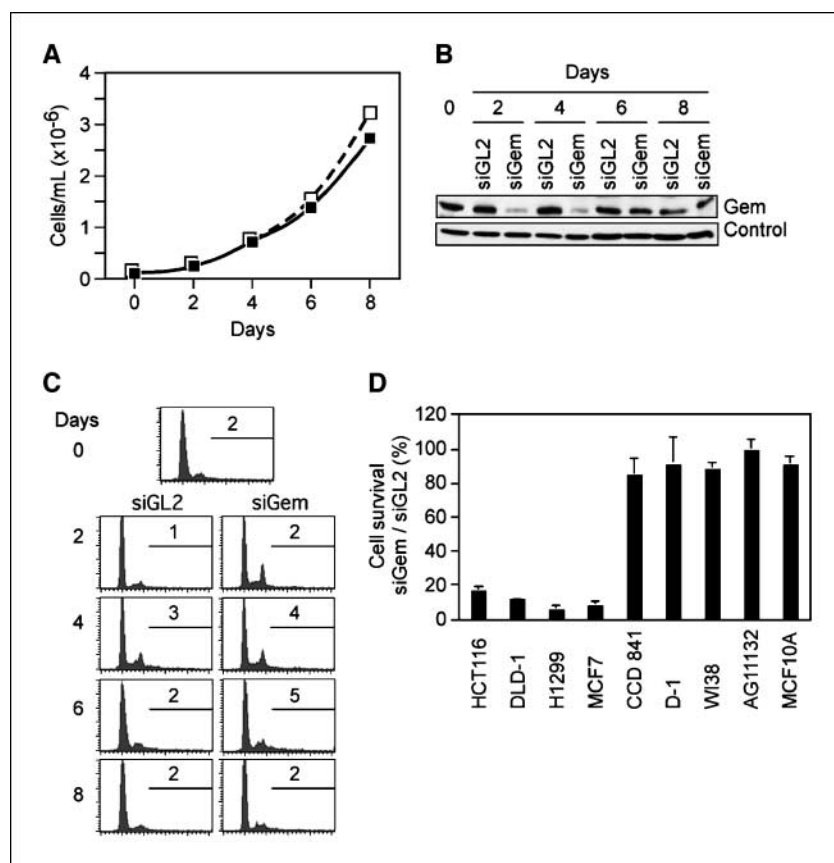 A
Cells/mL (x10-6)
4
3
2
1
0
0 2 4 6 8
Days
B
Days
0 2 4 6 8
siGL2 siGem siGL2 siGem siGL2 siGem siGL2 siGem
Gem
Control
C
Days
0
2
siGL2 siGem
2 1 2
4 3 4
6 2 5
8 2 2
D
Cell survival
siGem / siGL2 (%)
120
100
80
60
40
20
0
HCT116
DLD-1
H1299
MCF7
CCD 841
D-1
WI38
AG11132
MCF10A